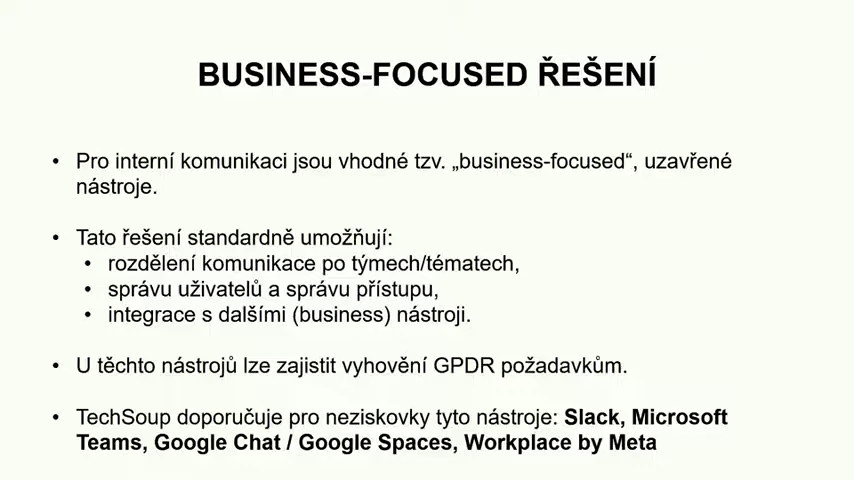 BUSINESS-FOCUSED ŘEŠENÍ
• Pro interní komunikaci jsou vhodné tzv. „business-focused“, uzavřené
nástroje.
• Tato řešení standardně umožňují:
• rozdělení komunikace po týmech/tématech,
• správu uživatelů a správu přístupu,
• integrace s dalšími (business) nástroji.
• U těchto nástrojů lze zajistit vyhovění GPDR požadavkům.
• TechSoup doporučuje pro neziskovky tyto nástroje: Slack, Microsoft
Teams, Google Chat / Google Spaces, Workplace by Meta